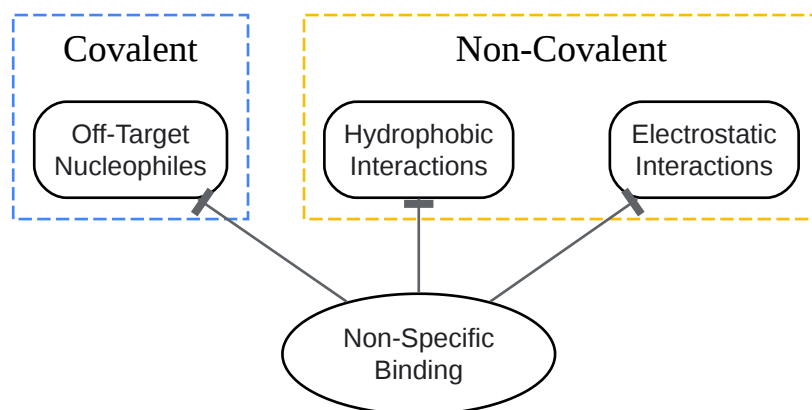 Covalent
Non-Covalent
Off-Target
Nucleophiles
Hydrophobic
Interactions
Electrostatic
Interactions
Non-Specific
Binding